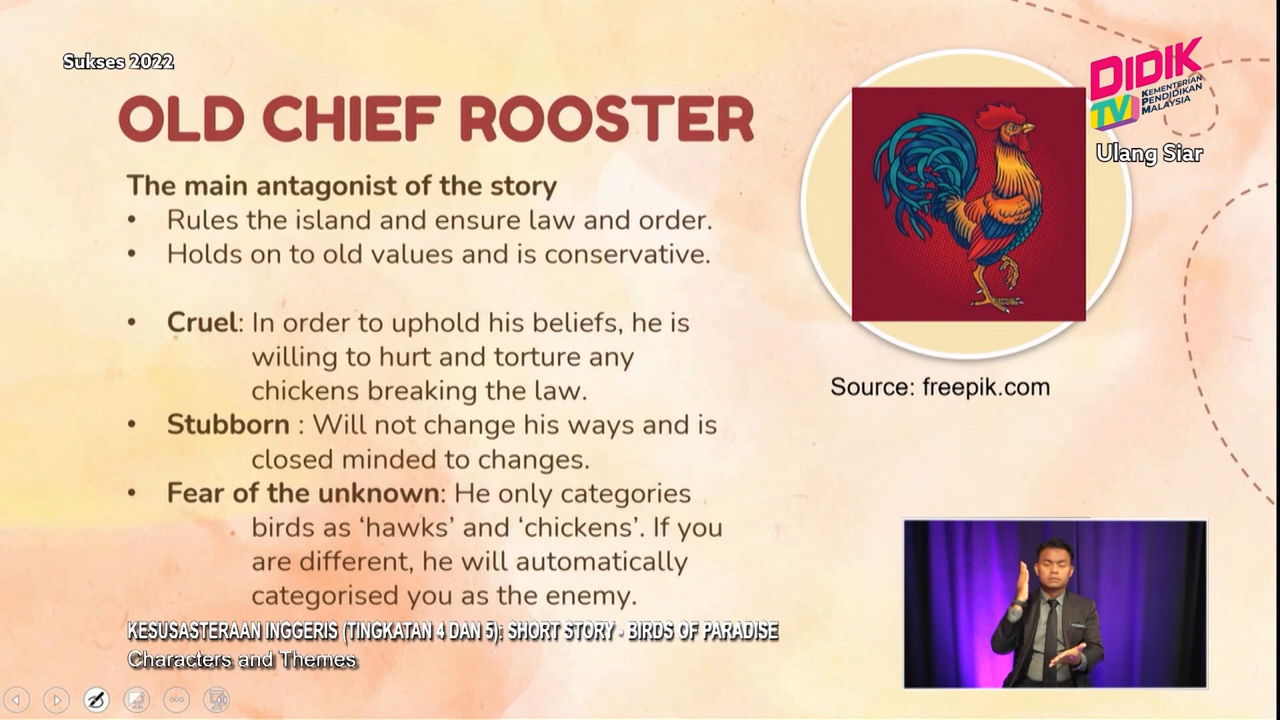 Sukses 2022
DIDIK
TV
KEMENTERIAN
PENDIDIKAN
MALAYSIA
Ulang Siar
OLD CHIEF ROOSTER
The main antagonist of the story
• Rules the island and ensure law and order.
• Holds on to old values and is conservative.
• Cruel: In order to uphold his beliefs, he is
willing to hurt and torture any
chickens breaking the law.
• Stubborn : Will not change his ways and is
closed minded to changes.
• Fear of the unknown: He only categories
birds as ‘hawks’ and ‘chickens’. If you
are different, he will automatically
categorised you as the enemy.
Source: freepik.com
KESUSASTERAAN INGGERIS (TINGKATAN 4 DAN 5): SHORT STORY - BIRDS OF PARADISE
Characters and Themes